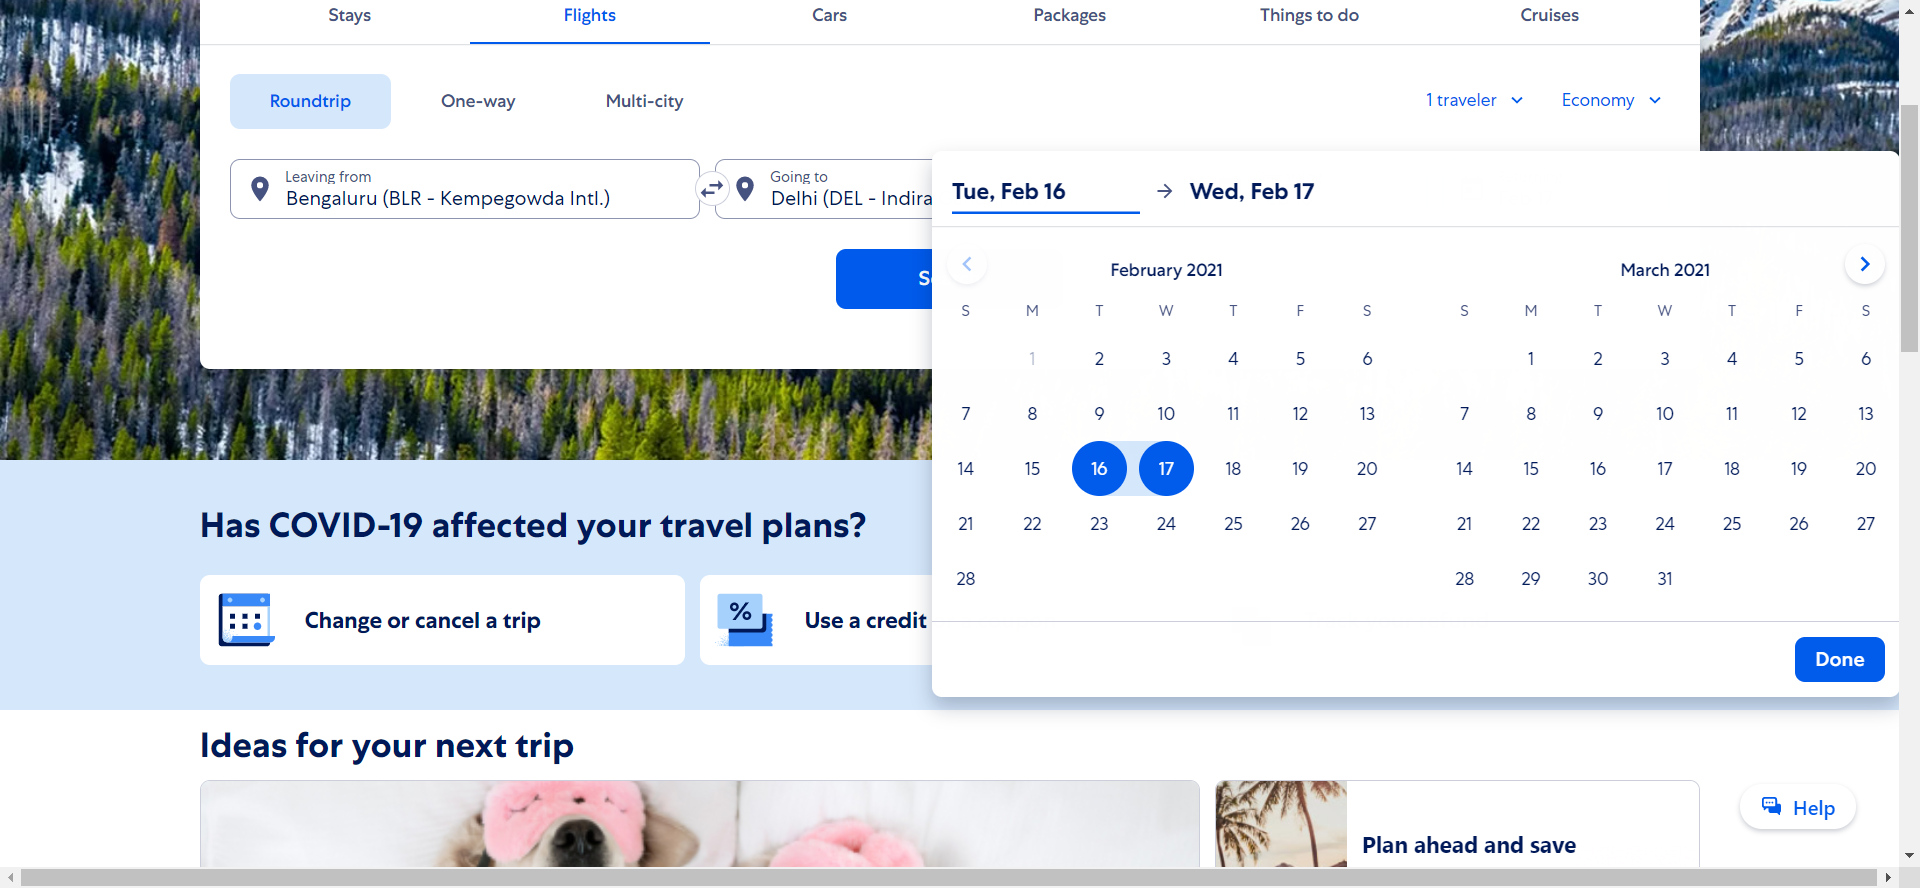 Stays Flights Cars Packages Things to do Cruises
Roundtrip One-way Multi-city 1 traveler Economy
Leaving from
Bengaluru (BLR - Kempegowda Intl.)
Going to
Delhi (DEL - Indira
Tue, Feb 16 Wed, Feb 17
February 2021
S M T W T F S
1 2 3 4 5 6
7 8 9 10 11 12 13
14 15 16 17 18 19 20
21 22 23 24 25 26 27
28
March 2021
S M T W T F S
1 2 3 4 5 6
7 8 9 10 11 12 13
14 15 16 17 18 19 20
21 22 23 24 25 26 27
28 29 30 31
Done
Has COVID-19 affected your travel plans?
Change or cancel a trip
%
Use a credit
Ideas for your next trip
Plan ahead and save
Help